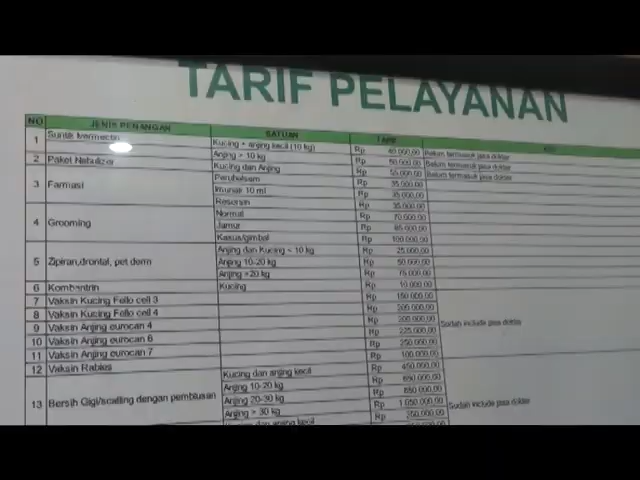 TARIF PELAYANAN
NO JENIS PENANGAN SATUAN TARIF
1 Suntik Ivermectin Kucing + anjing kecil (10 kg) Rp 40.000,00 Belum termasuk jasa dokter
Anjing > 10 kg Rp 50.000,00 Belum termasuk jasa dokter
2 Paket Nebulizer Kucing dan Anjing Rp 55.000,00 Belum termasuk jasa dokter
3 Farmasi Perubalsam Rp 35.000,00
Imunax 10 ml Rp 35.000,00
Resonan Rp 35.000,00
4 Grooming Normal Rp 70.000,00
Jamur Rp 85.000,00
Kasus/gimbal Rp 100.000,00
5 Zipiran,drontal, pet derm Anjing dan Kucing < 10 kg Rp 25.000,00
Anjing 10-20 kg Rp 50.000,00
Anjing >20 kg Rp 75.000,00
6 Kombantrin Kucing Rp 10.000,00
7 Vaksin Kucing Fello cell 3 Rp 150.000,00
8 Vaksin Kucing Fello cell 4 Rp 200.000,00
9 Vaksin Anjing eurocan 4 Rp 200.000,00 Sudah include jasa dokter
10 Vaksin Anjing eurocan 6 Rp 225.000,00
11 Vaksin Anjing eurocan 7 Rp 250.000,00
12 Vaksin Rabies Rp 100.000,00
13 Bersih Gigi/scalling dengan pembiusan Kucing dan anjing kecil Rp 450.000,00
Anjing 10-20 kg Rp 650.000,00
Anjing 20-30 kg Rp 850.000,00
Anjing > 30 kg Rp 1.050.000,00 Sudah include jasa dokter
Kucing dan anjing kecil Rp